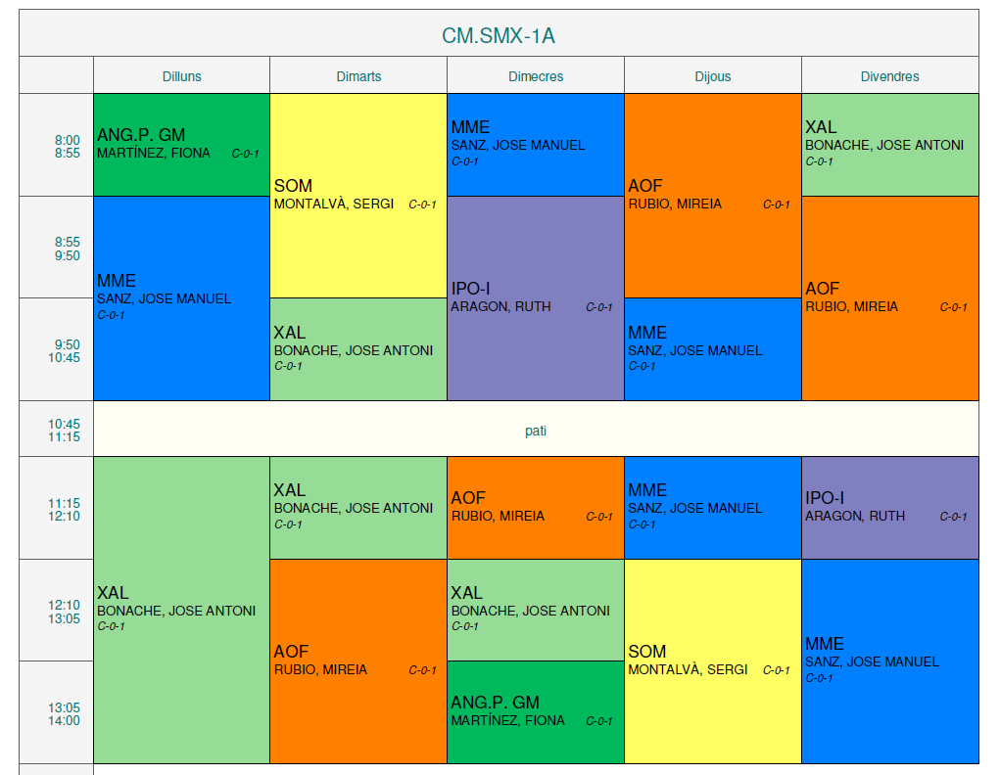 CM.SMX-1A
Dilluns
Dimarts
Dimecres
Dijous
Divendres
8:00
8:55
ANG.P. GM
MARTÍNEZ, FIONA C-0-1
SOM
MONTALVÀ, SERGI C-0-1
MME
SANZ, JOSE MANUEL
C-0-1
AOF
RUBIO, MIREIA C-0-1
XAL
BONACHE, JOSE ANTONI
C-0-1
8:55
9:50
MME
SANZ, JOSE MANUEL
C-0-1
IPO-I
ARAGON, RUTH C-0-1
AOF
RUBIO, MIREIA C-0-1
9:50
10:45
XAL
BONACHE, JOSE ANTONI
C-0-1
MME
SANZ, JOSE MANUEL
C-0-1
10:45
11:15
pati
11:15
12:10
XAL
BONACHE, JOSE ANTONI
C-0-1
XAL
BONACHE, JOSE ANTONI
C-0-1
AOF
RUBIO, MIREIA C-0-1
MME
SANZ, JOSE MANUEL
C-0-1
IPO-I
ARAGON, RUTH C-0-1
12:10
13:05
AOF
RUBIO, MIREIA C-0-1
XAL
BONACHE, JOSE ANTONI
C-0-1
SOM
MONTALVÀ, SERGI C-0-1
MME
SANZ, JOSE MANUEL
C-0-1
13:05
14:00
ANG.P. GM
MARTÍNEZ, FIONA C-0-1